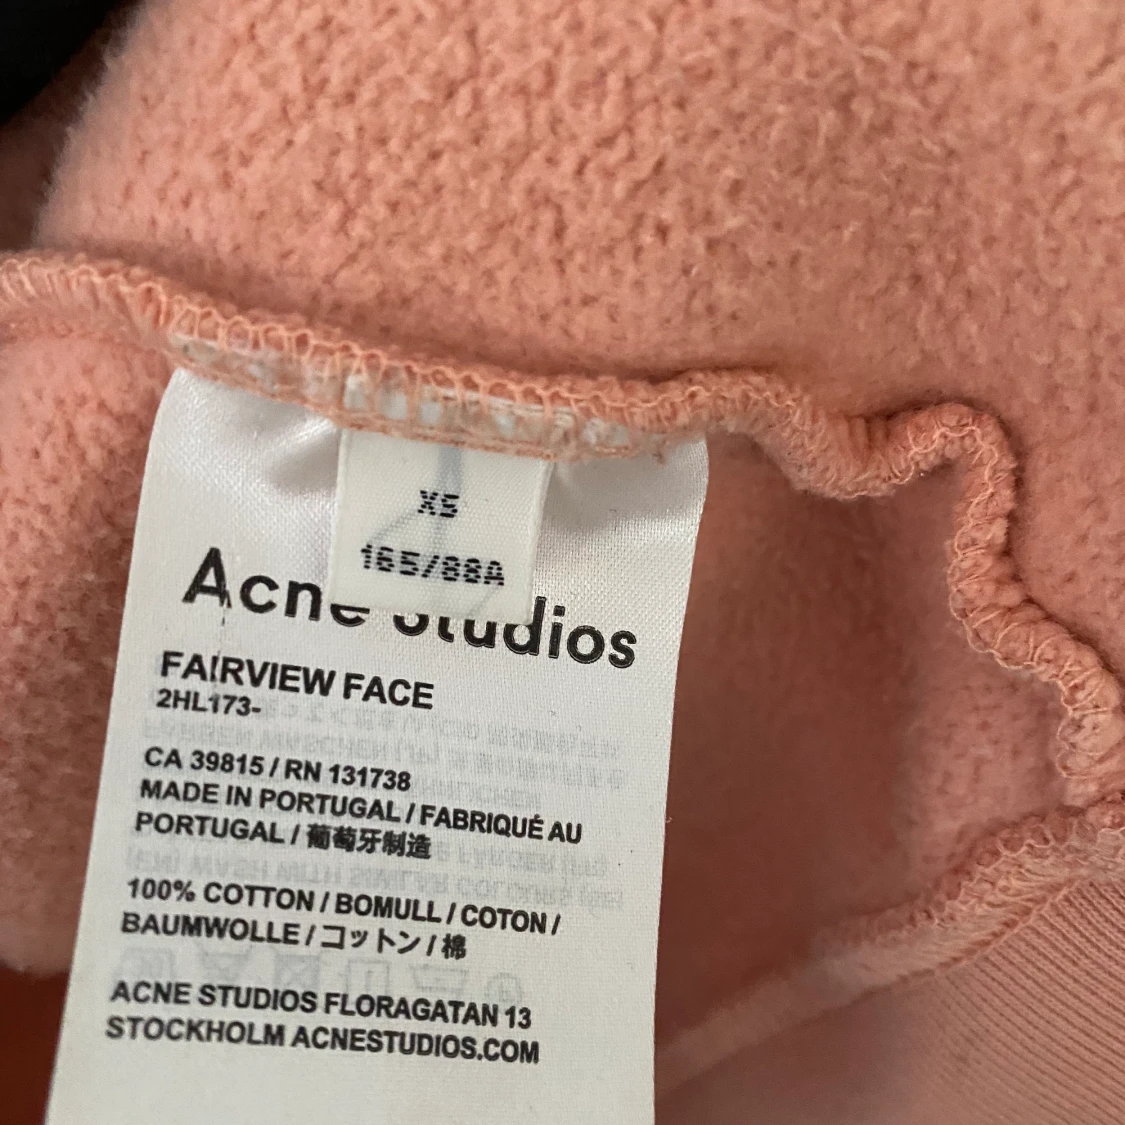 XS
165/88A
Acne Studios
FAIRVIEW FACE
2HL173-
CA 39815 / RN 131738
MADE IN PORTUGAL / FABRIQUÉ AU
PORTUGAL / 葡萄牙制造
100% COTTON / BOMULL / COTON /
BAUMWOLLE / コットン / 棉
ACNE STUDIOS FLORAGATAN 13
STOCKHOLM ACNESTUDIOS.COM